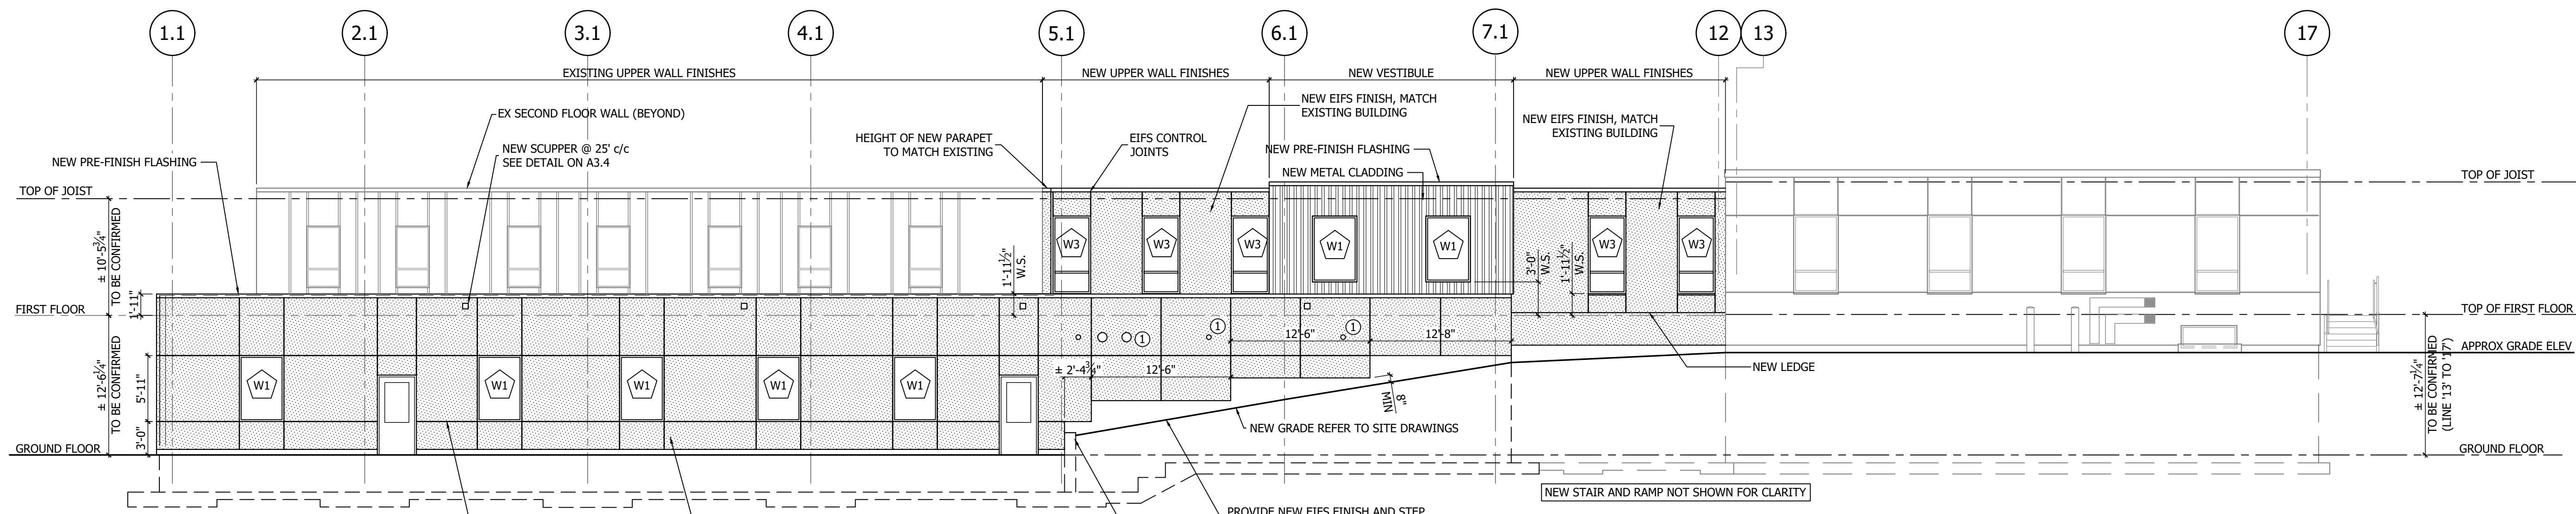 1.1
2.1
3.1
4.1
5.1
6.1
7.1
12
13
17
EXISTING UPPER WALL FINISHES
NEW UPPER WALL FINISHES
NEW VESTIBULE
NEW UPPER WALL FINISHES
EX SECOND FLOOR WALL (BEYOND)
NEW SCUPPER @ 25' c/c
SEE DETAIL ON A3.4
NEW PRE-FINISH FLASHING
HEIGHT OF NEW PARAPET
TO MATCH EXISTING
EIFS CONTROL
JOINTS
NEW EIFS FINISH, MATCH
EXISTING BUILDING
NEW PRE-FINISH FLASHING
NEW METAL CLADDING
NEW EIFS FINISH, MATCH
EXISTING BUILDING
TOP OF JOIST
TOP OF JOIST
± 10'-5¾"
TO BE CONFIRMED
1'-11"
FIRST FLOOR
TOP OF FIRST FLOOR
W3
W3
W3
W1
W1
W3
W3
1'-11½"
W.S.
3'-0"
W.S.
1'-11½"
W.S.
1
1
1
12'-6"
12'-8"
± 2'-4¾"
12'-6"
8"
MIN
APPROX GRADE ELEV
NEW LEDGE
± 12'-6¼"
TO BE CONFIRMED
5'-11"
3'-0"
W1
W1
W1
W1
W1
± 12'-7¼"
TO BE CONFIRMED
(LINE '13' TO '17')
NEW GRADE REFER TO SITE DRAWINGS
GROUND FLOOR
GROUND FLOOR
NEW STAIR AND RAMP NOT SHOWN FOR CLARITY
PROVIDE NEW EIFS FINISH AND STEP